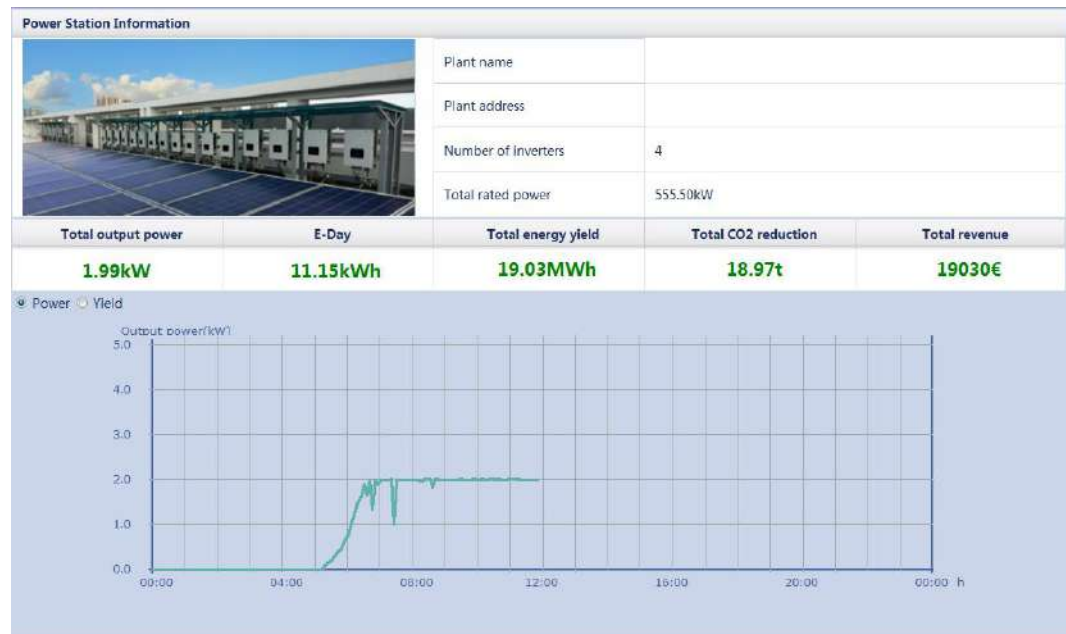 Power Station Information
Plant name
Plant address
Number of inverters 4
Total rated power 555.50kW
Total output power E-Day Total energy yield Total CO2 reduction Total revenue
1.99kW 11.15kWh 19.03MWh 18.97t 19030€
Power Yield
Output power(kW)
5.0
4.0
3.0
2.0
1.0
0.0
00:00 04:00 08:00 12:00 16:00 20:00 00:00 h